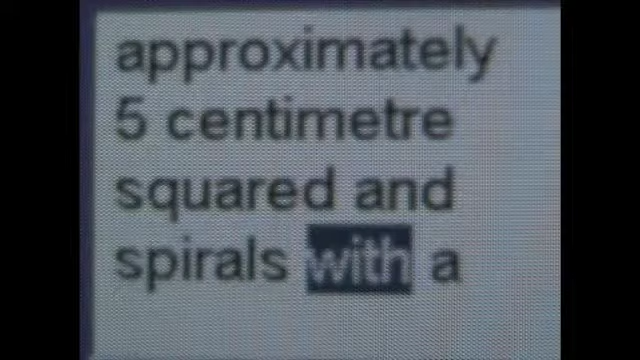 approximately
5 centimetre
squared and
spirals with a